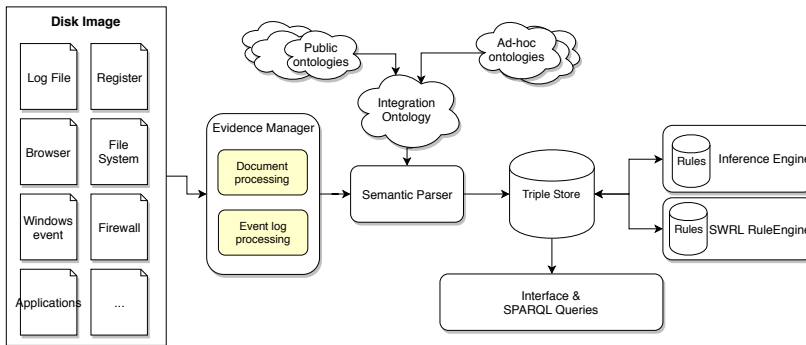 Disk Image
Log File
Register
Browser
File
System
Windows
event
Firewall
Applications
...
Evidence Manager
Document
processing
Event log
processing
Public
ontologies
Ad-hoc
ontologies
Integration
Ontology
Semantic Parser
Triple Store
Rules
Inference Engine
Rules
SWRL RuleEngine
Interface &
SPARQL Queries